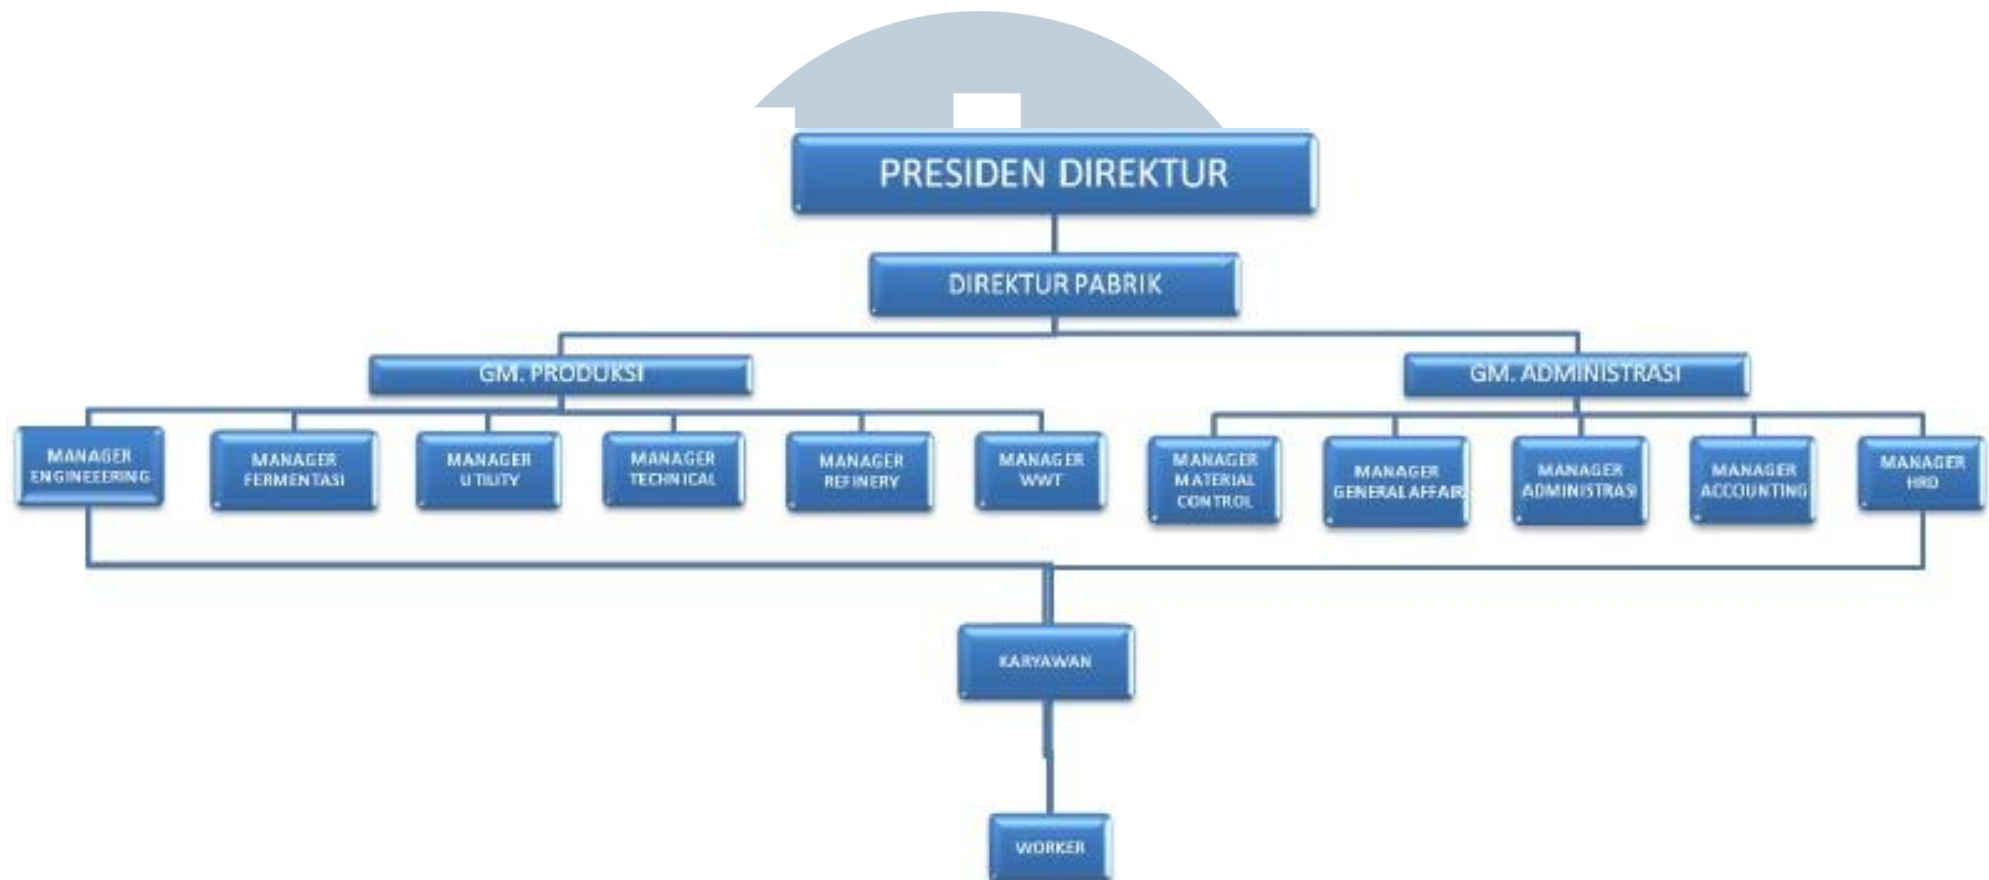 PRESIDEN DIREKTUR
DIREKTUR PABRIK
GM. PRODUKSI
GM. ADMINISTRASI
MANAGER
ENGINEEERING
MANAGER
FERMENTASI
MANAGER
UTILITY
MANAGER
TECHNICAL
MANAGER
REFINERY
MANAGER
WWT
MANAGER
MATERIAL
CONTROL
MANAGER
GENERAL AFFAIR
MANAGER
ADMINISTRASI
MANAGER
ACCOUNTING
MANAGER
HRD
KARYAWAN
WORKER